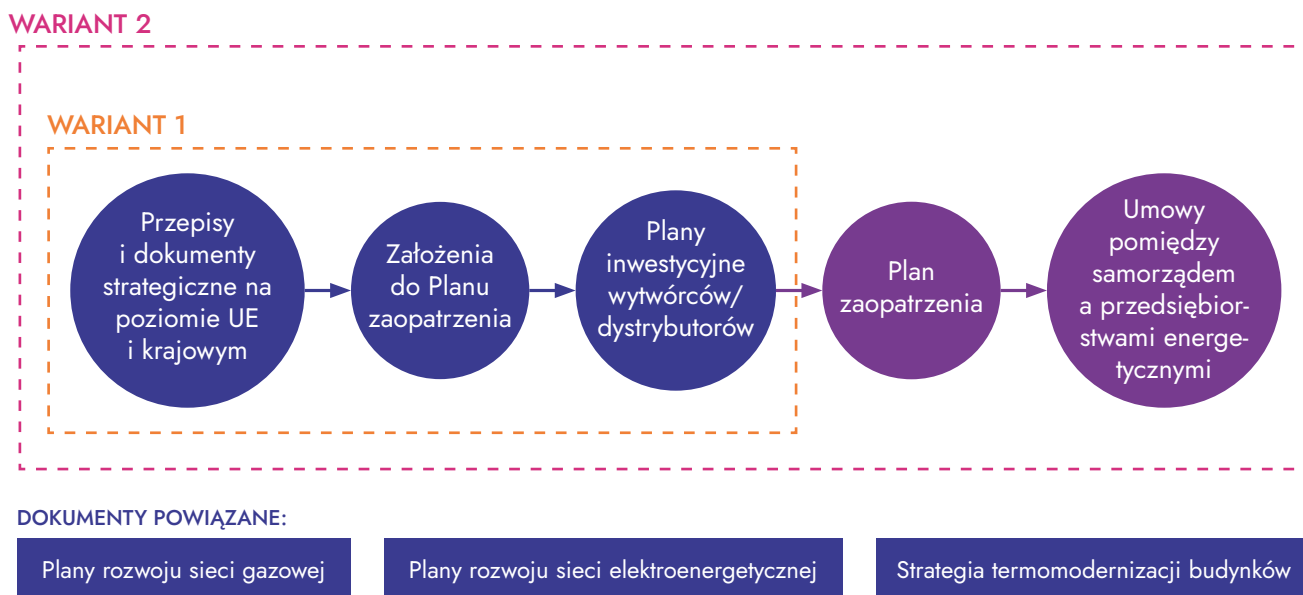 WARIANT 2
WARIANT 1
Przepisy
i dokumenty
strategiczne na
poziomie UE
i krajowym
Założenia
do Planu
zaopatrzenia
Plany
inwestycyjne
wytwórców/
dystrybutorów
Plan
zaopatrzenia
Umowy
pomiędzy
samorządem
a przedsiębior-
stwami energe-
tycznymi
DOKUMENTY POWIĄZANE:
Plany rozwoju sieci gazowej
Plany rozwoju sieci elektroenergetycznej
Strategia termomodernizacji budynków